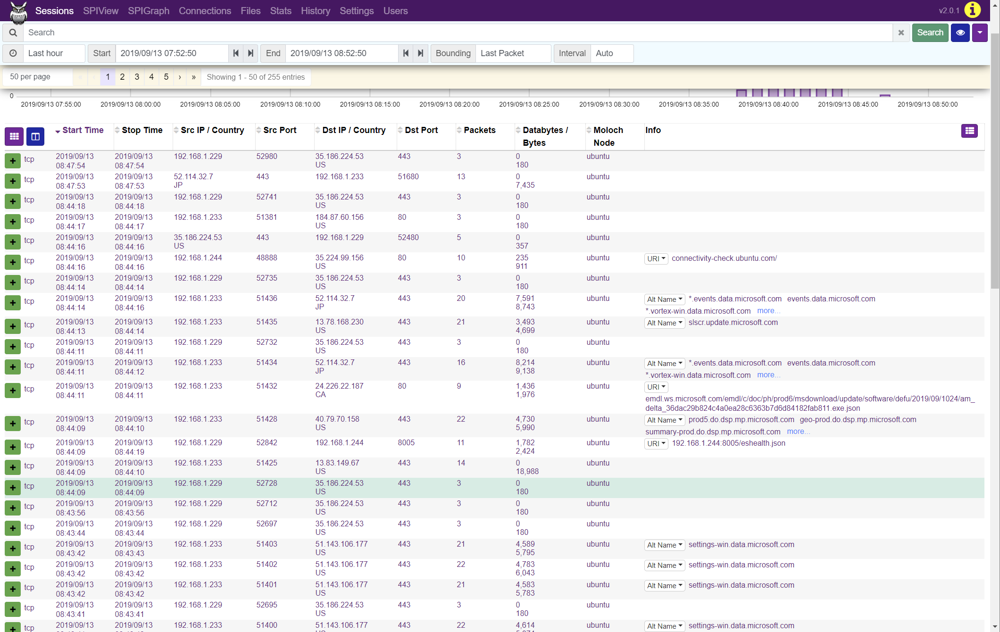 Sessions SPIView SPIGraph Connections Files Stats History Settings Users v2.0.1
Search Search
Last hour Start 2019/09/13 07:52:50 End 2019/09/13 08:52:50 Bounding Last Packet Interval Auto
50 per page « ‹ 1 2 3 4 5 › » Showing 1 - 50 of 255 entries
0
2019/09/13 07:55:00 2019/09/13 08:00:00 2019/09/13 08:05:00 2019/09/13 08:10:00 2019/09/13 08:15:00 2019/09/13 08:20:00 2019/09/13 08:25:00 2019/09/13 08:30:00 2019/09/13 08:35:00 2019/09/13 08:40:00 2019/09/13 08:45:00 2019/09/13 08:50:00
Start Time Stop Time Src IP / Country Src Port Dst IP / Country Dst Port Packets Databytes / Moloch Info
Bytes Node
tcp 2019/09/13 2019/09/13 192.168.1.229 52980 35.186.224.53 443 3 0 ubuntu
08:47:54 08:47:54 US 180
tcp 2019/09/13 2019/09/13 52.114.32.7 443 192.168.1.233 51680 13 0 ubuntu
08:47:53 08:47:53 JP 7,435
tcp 2019/09/13 2019/09/13 192.168.1.229 52741 35.186.224.53 443 3 0 ubuntu
08:44:18 08:44:18 US 180
tcp 2019/09/13 2019/09/13 192.168.1.233 51381 184.87.60.156 80 3 0 ubuntu
08:44:17 08:44:17 US 180
tcp 2019/09/13 2019/09/13 35.186.224.53 443 192.168.1.229 52480 5 0 ubuntu
08:44:16 08:44:16 US 357
tcp 2019/09/13 2019/09/13 192.168.1.244 48888 35.224.99.156 80 10 235 ubuntu URI connectivity-check.ubuntu.com/
08:44:16 08:44:16 US 911
tcp 2019/09/13 2019/09/13 192.168.1.229 52735 35.186.224.53 443 3 0 ubuntu
08:44:14 08:44:14 US 180
tcp 2019/09/13 2019/09/13 192.168.1.233 51436 52.114.32.7 443 20 7,591 ubuntu Alt Name *.events.data.microsoft.com events.data.microsoft.com
08:44:14 08:44:16 JP 8,743 *.vortex-win.data.microsoft.com more...
tcp 2019/09/13 2019/09/13 192.168.1.233 51435 13.78.168.230 443 21 3,493 ubuntu Alt Name slscr.update.microsoft.com
08:44:13 08:44:14 US 4,699
tcp 2019/09/13 2019/09/13 192.168.1.229 52732 35.186.224.53 443 3 0 ubuntu
08:44:11 08:44:11 US 180
tcp 2019/09/13 2019/09/13 192.168.1.233 51434 52.114.32.7 443 16 8,214 ubuntu Alt Name *.events.data.microsoft.com events.data.microsoft.com
08:44:11 08:44:12 JP 9,138 *.vortex-win.data.microsoft.com more...
tcp 2019/09/13 2019/09/13 192.168.1.233 51432 24.226.22.187 80 9 1,436 ubuntu URI
08:44:11 08:44:11 CA 1,976 emdl.ws.microsoft.com/emdl/c/doc/ph/prod6/msdownload/update/software/defu/2019/09/1024/am_
delta_36dac29b824c4a0ea28c6363b7d6d84182fab811.exe.json
tcp 2019/09/13 2019/09/13 192.168.1.233 51428 40.79.70.158 443 22 4,730 ubuntu Alt Name prod5.do.dsp.mp.microsoft.com geo-prod.do.dsp.mp.microsoft.com
08:44:09 08:44:10 US 5,990 summary-prod.do.dsp.mp.microsoft.com more...
tcp 2019/09/13 2019/09/13 192.168.1.229 52842 192.168.1.244 8005 11 1,782 ubuntu URI 192.168.1.244:8005/eshealth.json
08:44:09 08:44:19 2,424
tcp 2019/09/13 2019/09/13 192.168.1.233 51425 13.83.149.67 443 14 0 ubuntu
08:44:09 08:44:10 US 18,988
tcp 2019/09/13 2019/09/13 192.168.1.229 52728 35.186.224.53 443 3 0 ubuntu
08:44:09 08:44:09 US 180
tcp 2019/09/13 2019/09/13 192.168.1.229 52712 35.186.224.53 443 3 0 ubuntu
08:43:56 08:43:56 US 180
tcp 2019/09/13 2019/09/13 192.168.1.229 52697 35.186.224.53 443 3 0 ubuntu
08:43:44 08:43:44 US 180
tcp 2019/09/13 2019/09/13 192.168.1.233 51403 51.143.106.177 443 21 4,589 ubuntu Alt Name settings-win.data.microsoft.com
08:43:42 08:43:43 US 5,795
tcp 2019/09/13 2019/09/13 192.168.1.233 51402 51.143.106.177 443 22 4,783 ubuntu Alt Name settings-win.data.microsoft.com
08:43:42 08:43:42 US 6,043
tcp 2019/09/13 2019/09/13 192.168.1.233 51401 51.143.106.177 443 21 4,583 ubuntu Alt Name settings-win.data.microsoft.com
08:43:42 08:43:42 US 5,783
tcp 2019/09/13 2019/09/13 192.168.1.229 52695 35.186.224.53 443 3 0 ubuntu
08:43:41 08:43:41 US 180
tcp 2019/09/13 2019/09/13 192.168.1.233 51400 51.143.106.177 443 22 4,614 ubuntu Alt Name settings-win.data.microsoft.com